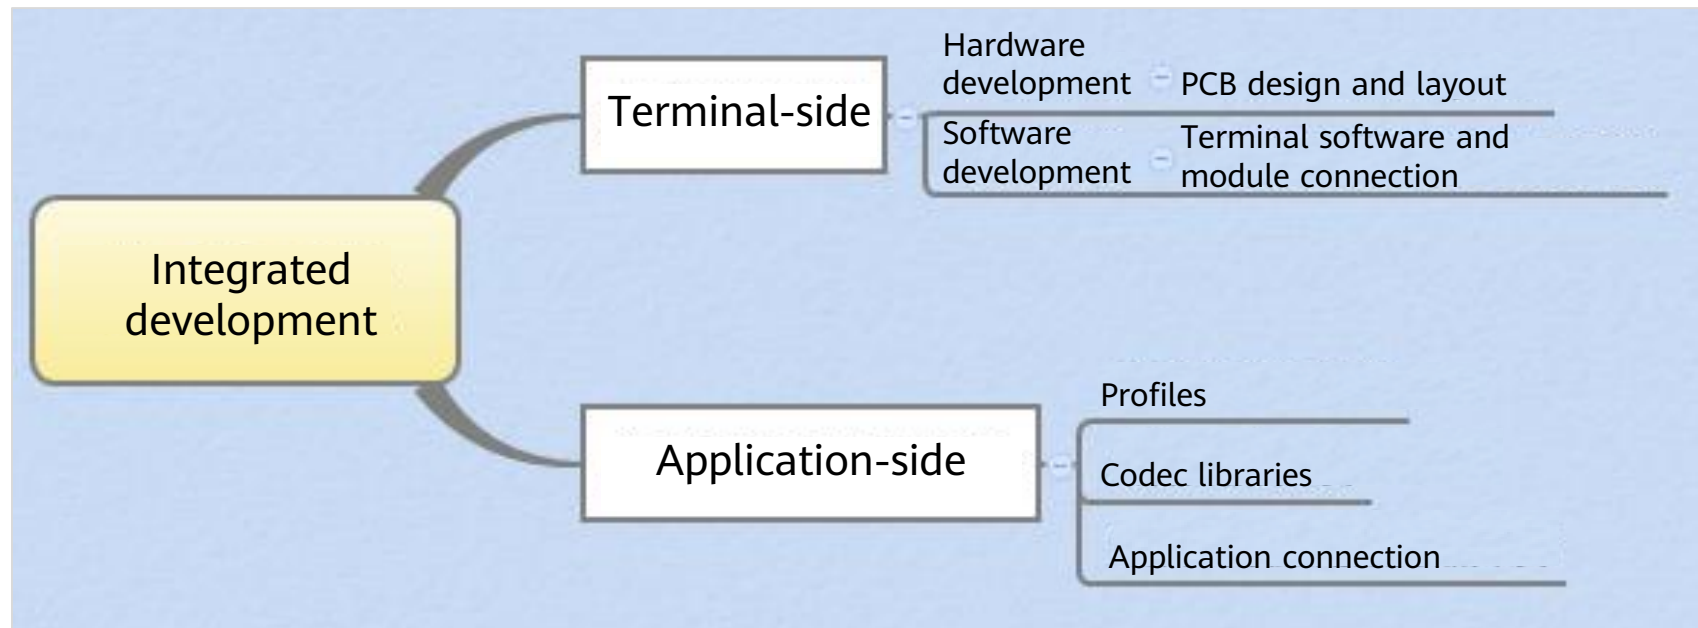 Hardware
development
PCB design and layout
Terminal-side
Software
development
Terminal software and
module connection
Integrated
development
Profiles
Application-side
Codec libraries
Application connection